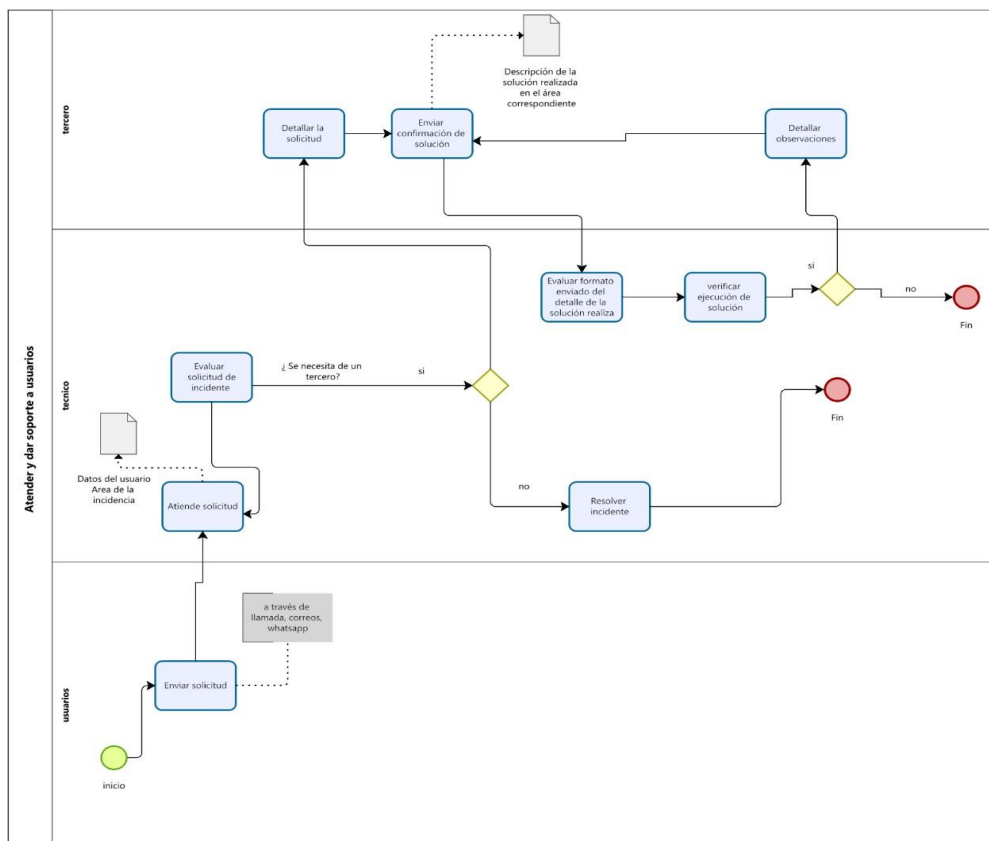 Atender y dar soporte a usuarios
tercero
Descripción de la
solución realizada
en el área
correspondiente
Detallar la
solicitud
Enviar
confirmación de
solución
Detallar
observaciones
tecnico
Evaluar formato
enviado del
detalle de la
solución realiza
verificar
ejecución de
solución
si
no
Fin
Evaluar
solicitud de
incidente
¿ Se necesita de un
tercero?
si
Fin
Datos del usuario
Area de la
incidencia
Atiende solicitud
no
Resolver
incidente
usuarios
a través de
llamada, correos,
whatsapp
Enviar solicitud
inicio